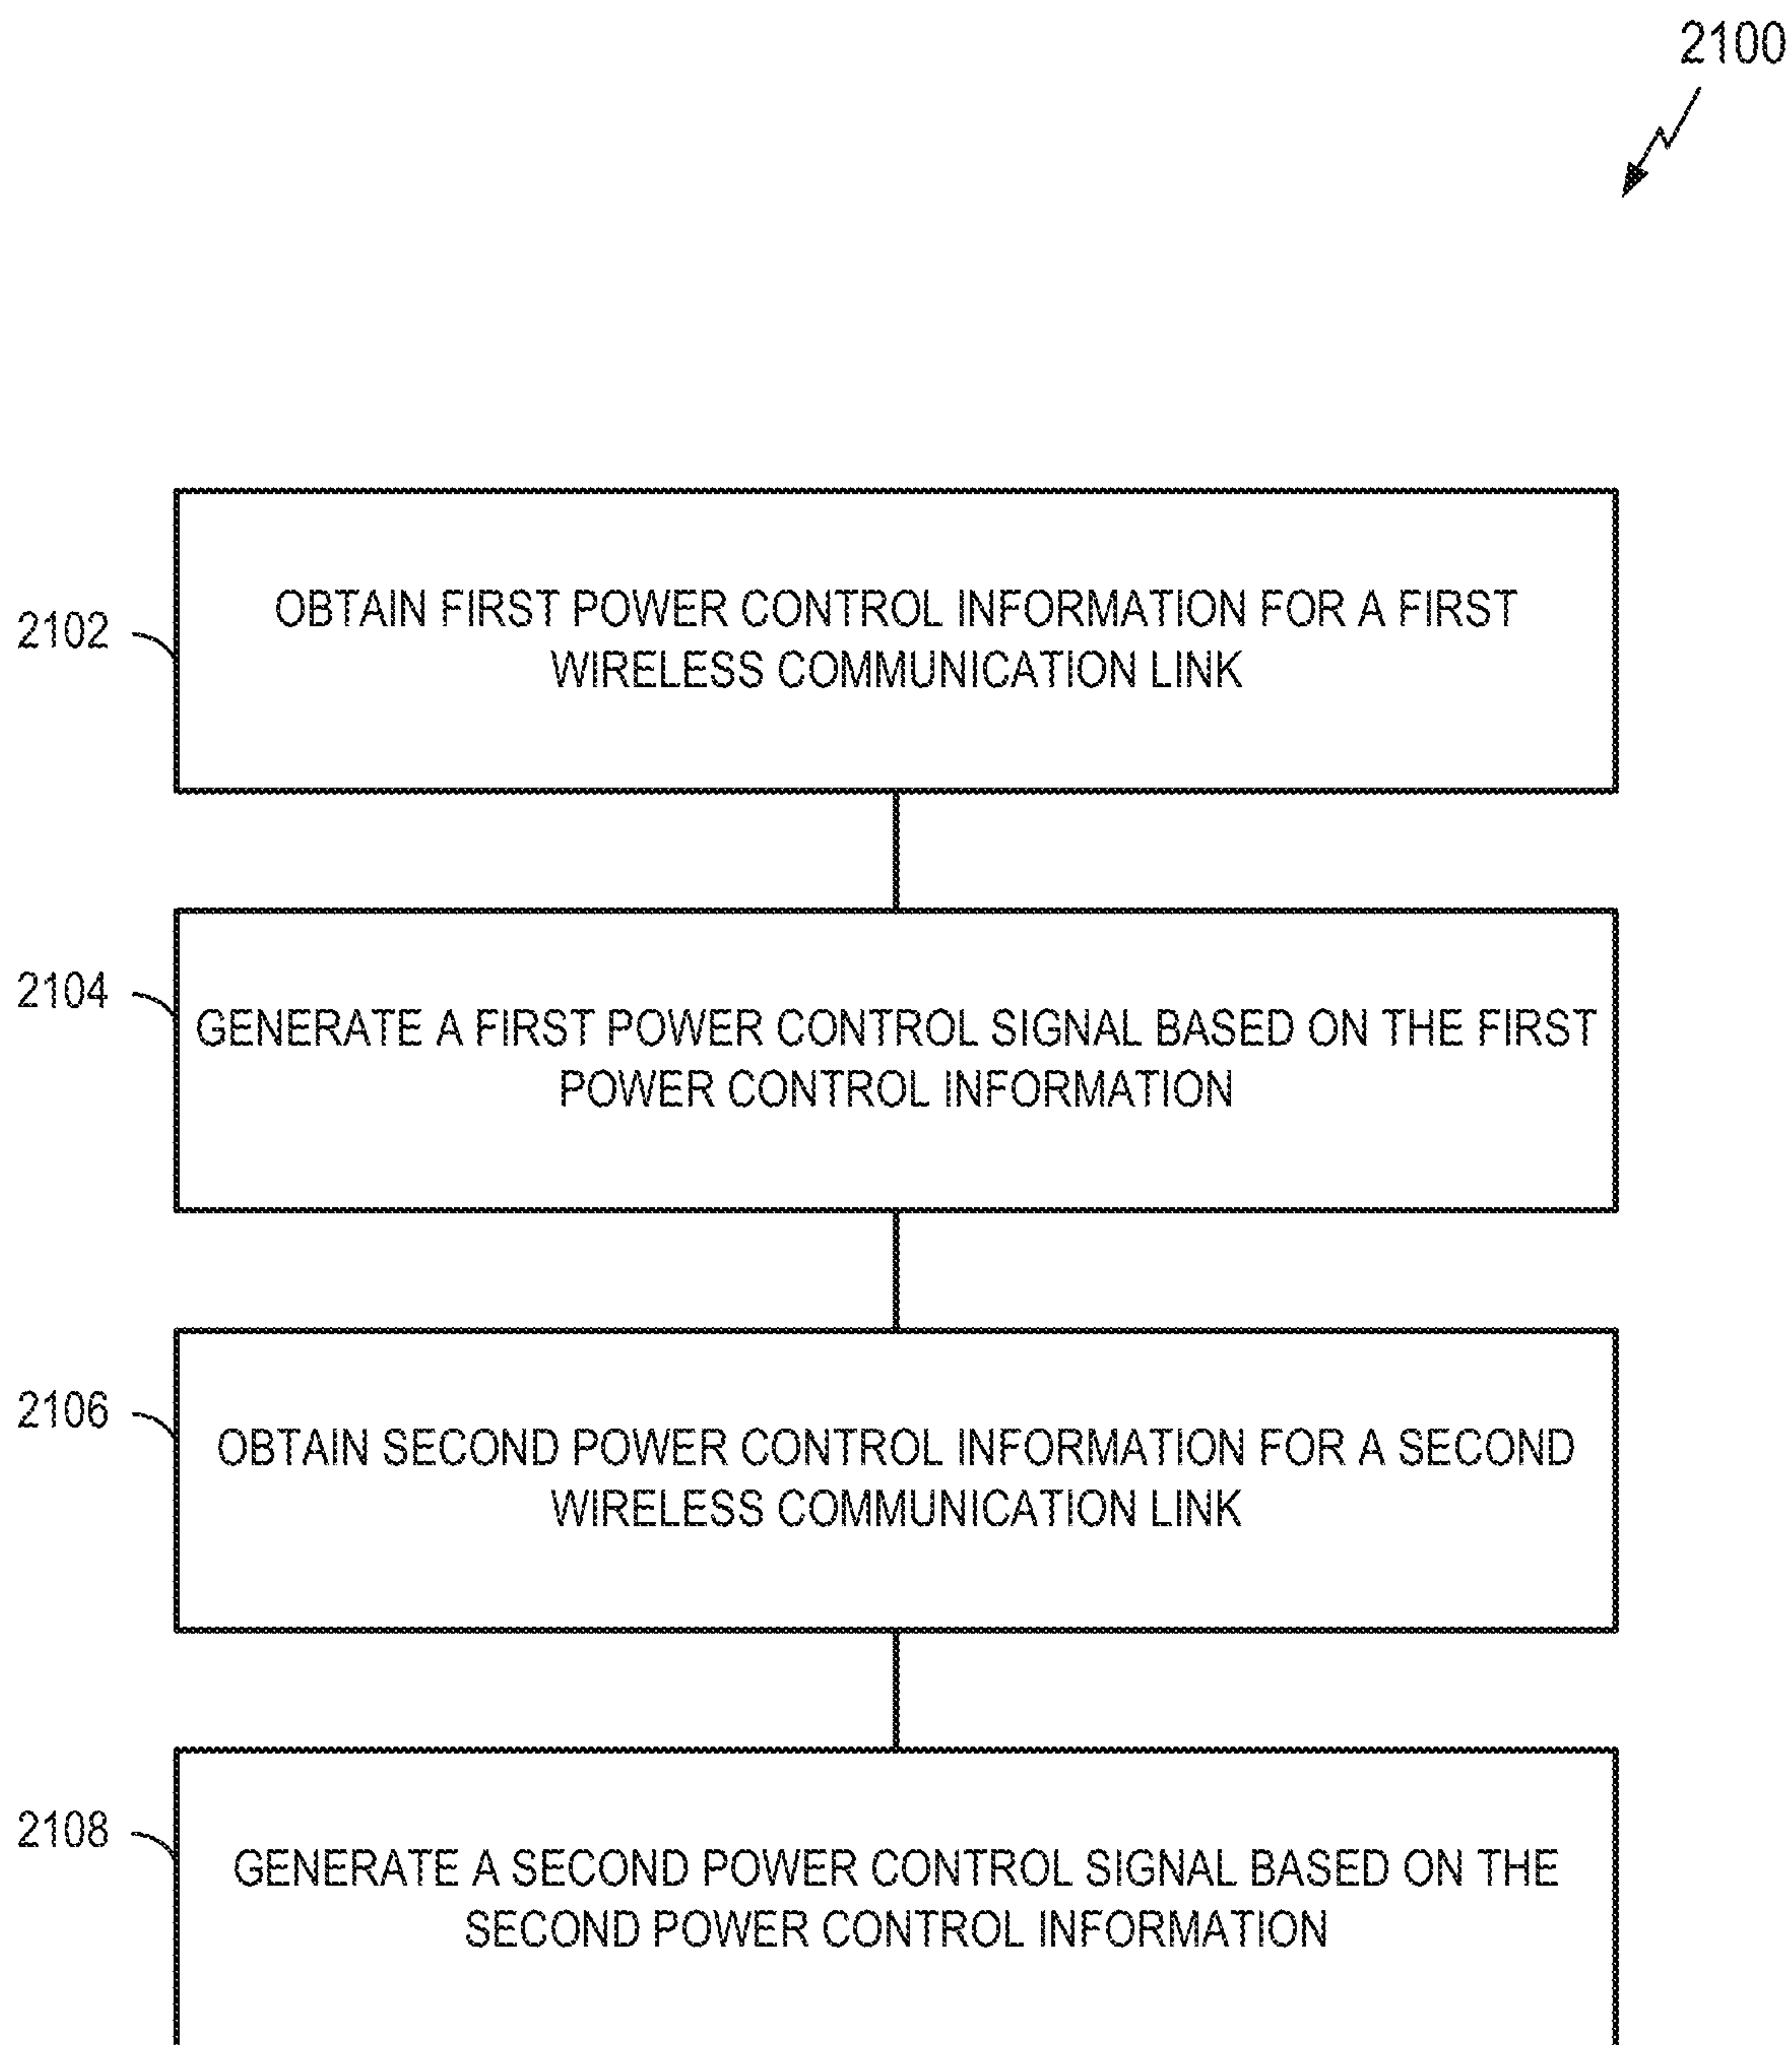 2100
2102
OBTAIN FIRST POWER CONTROL INFORMATION FOR A FIRST
WIRELESS COMMUNICATION LINK
2104
GENERATE A FIRST POWER CONTROL SIGNAL BASED ON THE FIRST
POWER CONTROL INFORMATION
2106
OBTAIN SECOND POWER CONTROL INFORMATION FOR A SECOND
WIRELESS COMMUNICATION LINK
2108
GENERATE A SECOND POWER CONTROL SIGNAL BASED ON THE
SECOND POWER CONTROL INFORMATION